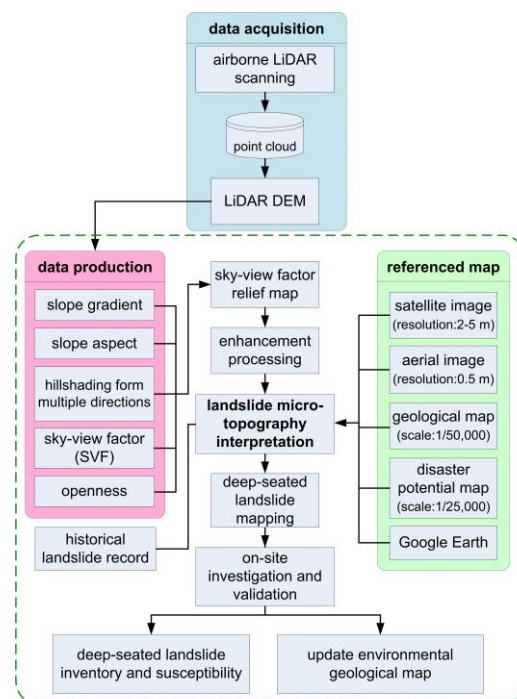 data acquisition
airborne LiDAR
scanning
point cloud
LiDAR DEM
data production
slope gradient
slope aspect
hillshading form
multiple directions
sky-view factor
(SVF)
openness
historical
landslide record
sky-view factor
relief map
enhancement
processing
landslide micro-
topography
interpretation
deep-seated
landslide
mapping
on-site
investigation and
validation
referenced map
satellite image
(resolution:2-5 m)
aerial image
(resolution:0.5 m)
geological map
(scale:1/50,000)
disaster
potential map
(scale:1/25,000)
Google Earth
deep-seated landslide
inventory and susceptibility
update environmental
geological map